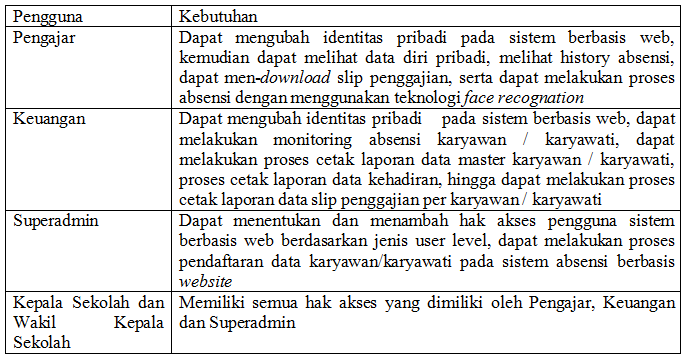 Pengguna Kebutuhan
Pengajar Dapat mengubah identitas pribadi pada sistem berbasis web,
kemudian dapat melihat data diri pribadi, melihat history absensi,
dapat men-download slip penggajian, serta dapat melakukan proses
absensi dengan menggunakan teknologi face recognation
Keuangan Dapat mengubah identitas pribadi pada sistem berbasis web, dapat
melakukan monitoring absensi karyawan / karyawati, dapat
melakukan proses cetak laporan data master karyawan / karyawati,
proses cetak laporan data kehadiran, hingga dapat melakukan proses
cetak laporan data slip penggajian per karyawan / karyawati
Superadmin Dapat menentukan dan menambah hak akses pengguna sistem
berbasis web berdasarkan jenis user level, dapat melakukan proses
pendaftaran data karyawan/karyawati pada sistem absensi berbasis
website
Kepala Sekolah dan Memiliki semua hak akses yang dimiliki oleh Pengajar, Keuangan
Wakil Kepala dan Superadmin
Sekolah